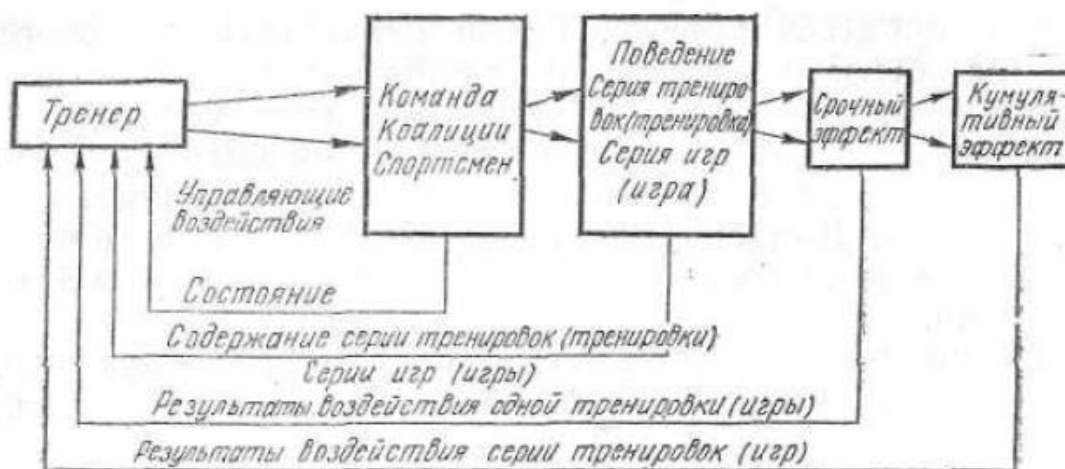 Тренер
Команда
Коалиции
Спортсмен
Поведение
Серия трениро-
вок (тренировка)
Серия игр
(игра)
Срочный
эффект
Кумуля-
тивный
эффект
Управляющие
воздействия
Состояние
Содержание серии тренировок (тренировки)
Серии игр (игры)
Результаты воздействия одной тренировки (игры)
Результаты воздействия серии тренировок (игр)